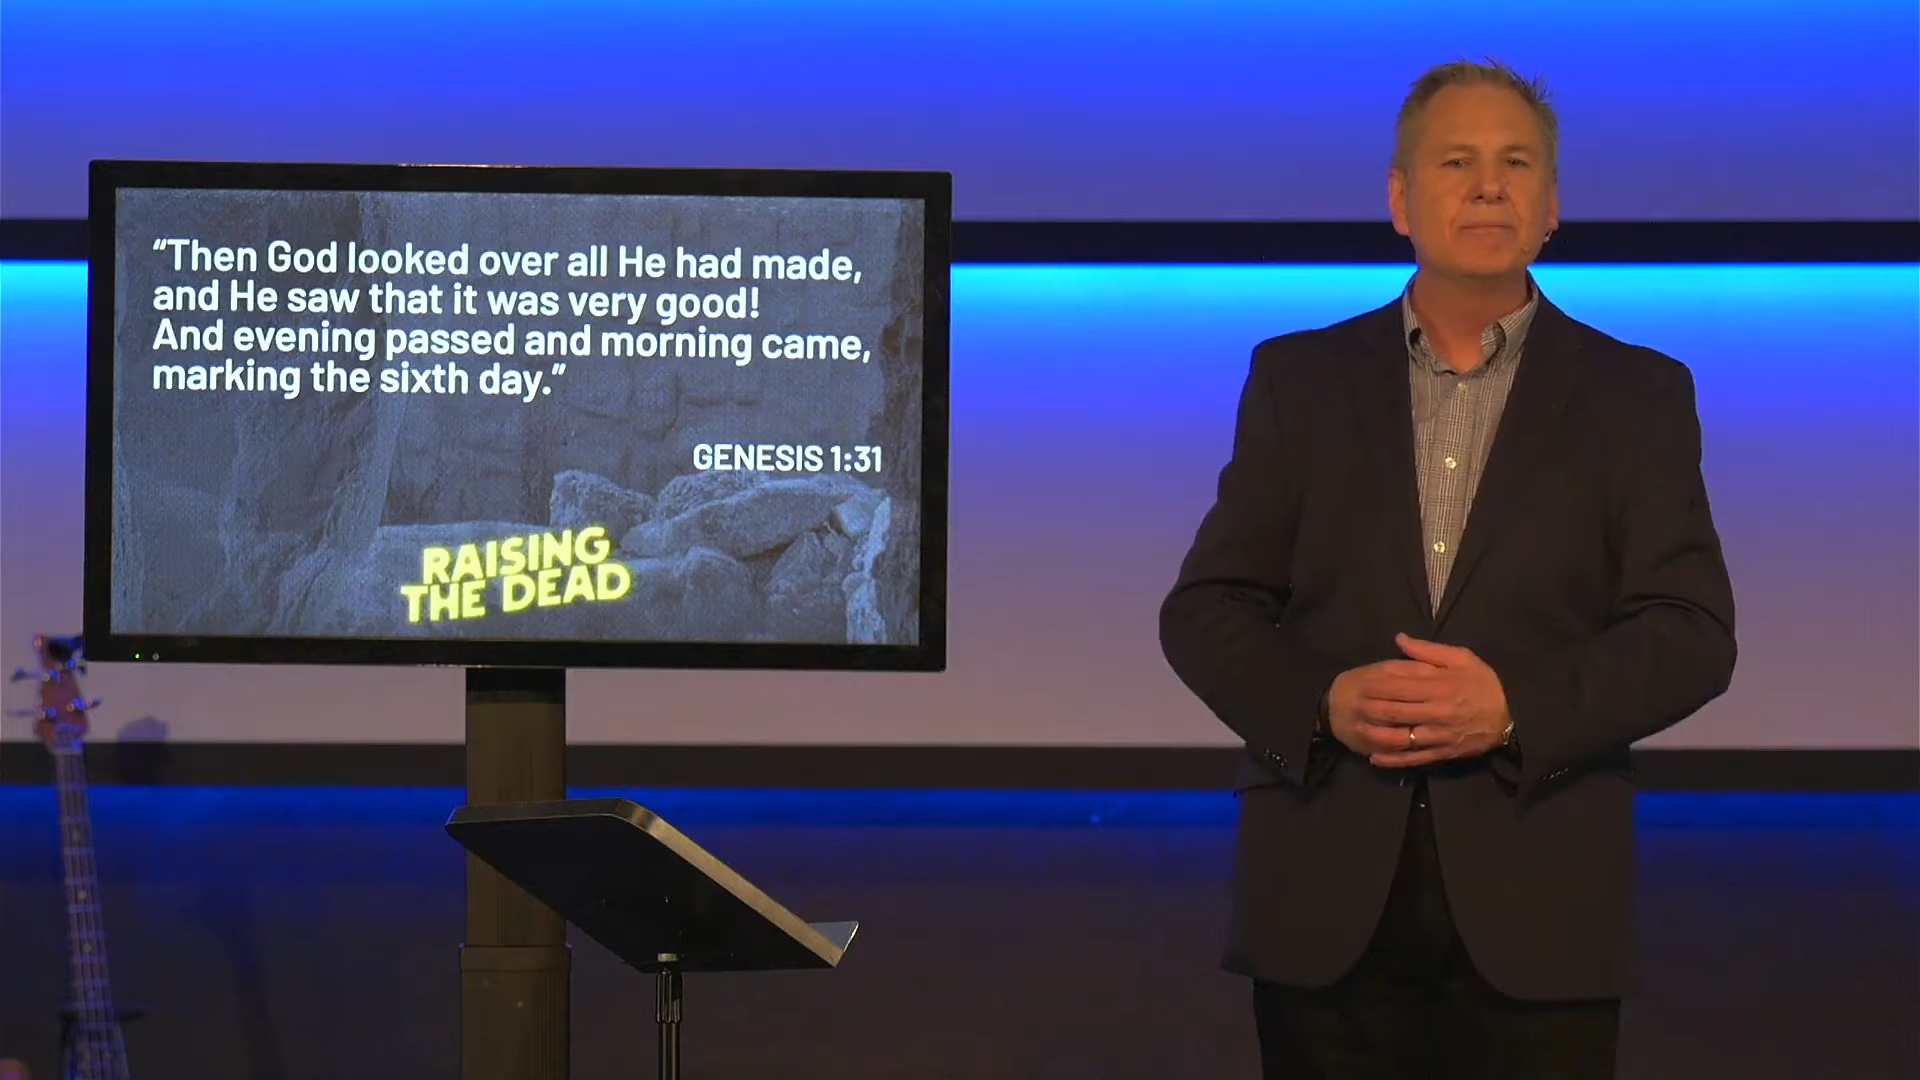 “Then God looked over all He had made,
and He saw that it was very good!
And evening passed and morning came,
marking the sixth day.”
GENESIS 1:31
RAISING
THE DEAD